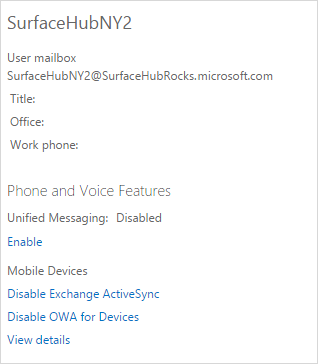 SurfaceHubNY2
User mailbox
SurfaceHubNY2@SurfaceHubRocks.microsoft.com
Title:
Office:
Work phone:
Phone and Voice Features
Unified Messaging: Disabled
Enable
Mobile Devices
Disable Exchange ActiveSync
Disable OWA for Devices
View details